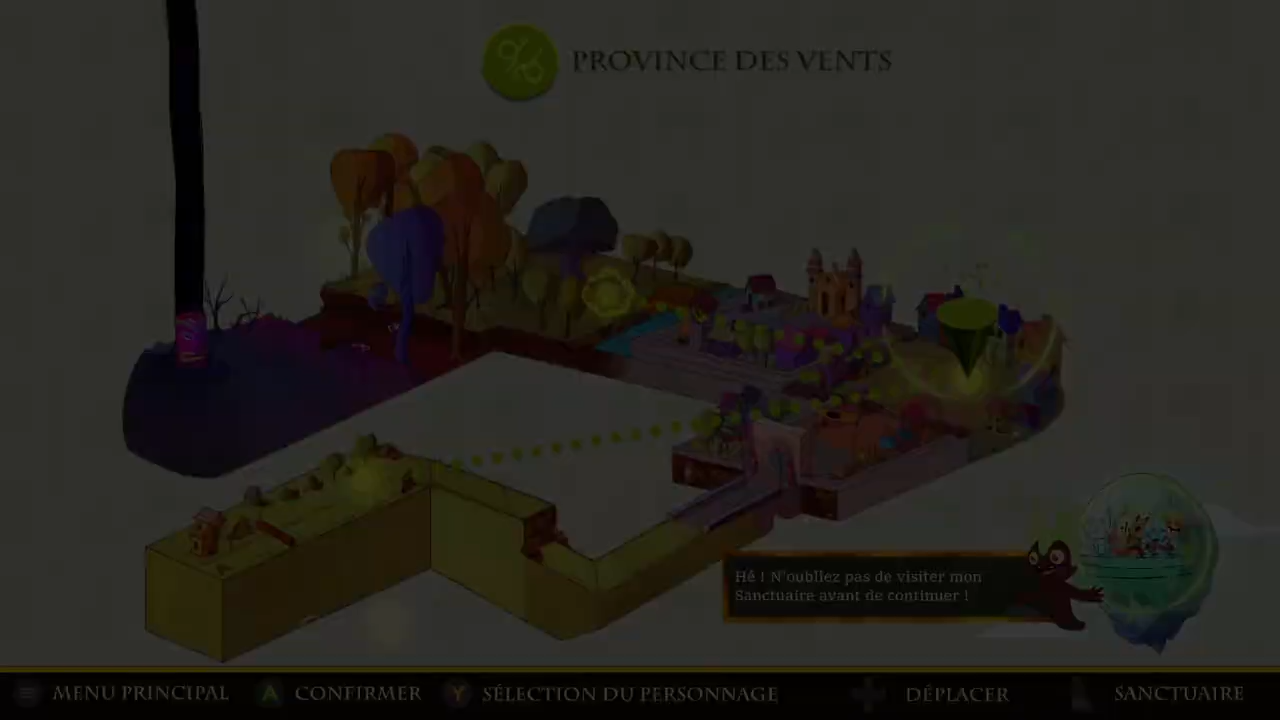 PROVINCE DES VENTS
Hé ! N'oubliez pas de visiter mon
Sanctuaire avant de continuer !
MENU PRINCIPAL A CONFIRMER Y SÉLECTION DU PERSONNAGE DÉPLACER SANCTUAIRE